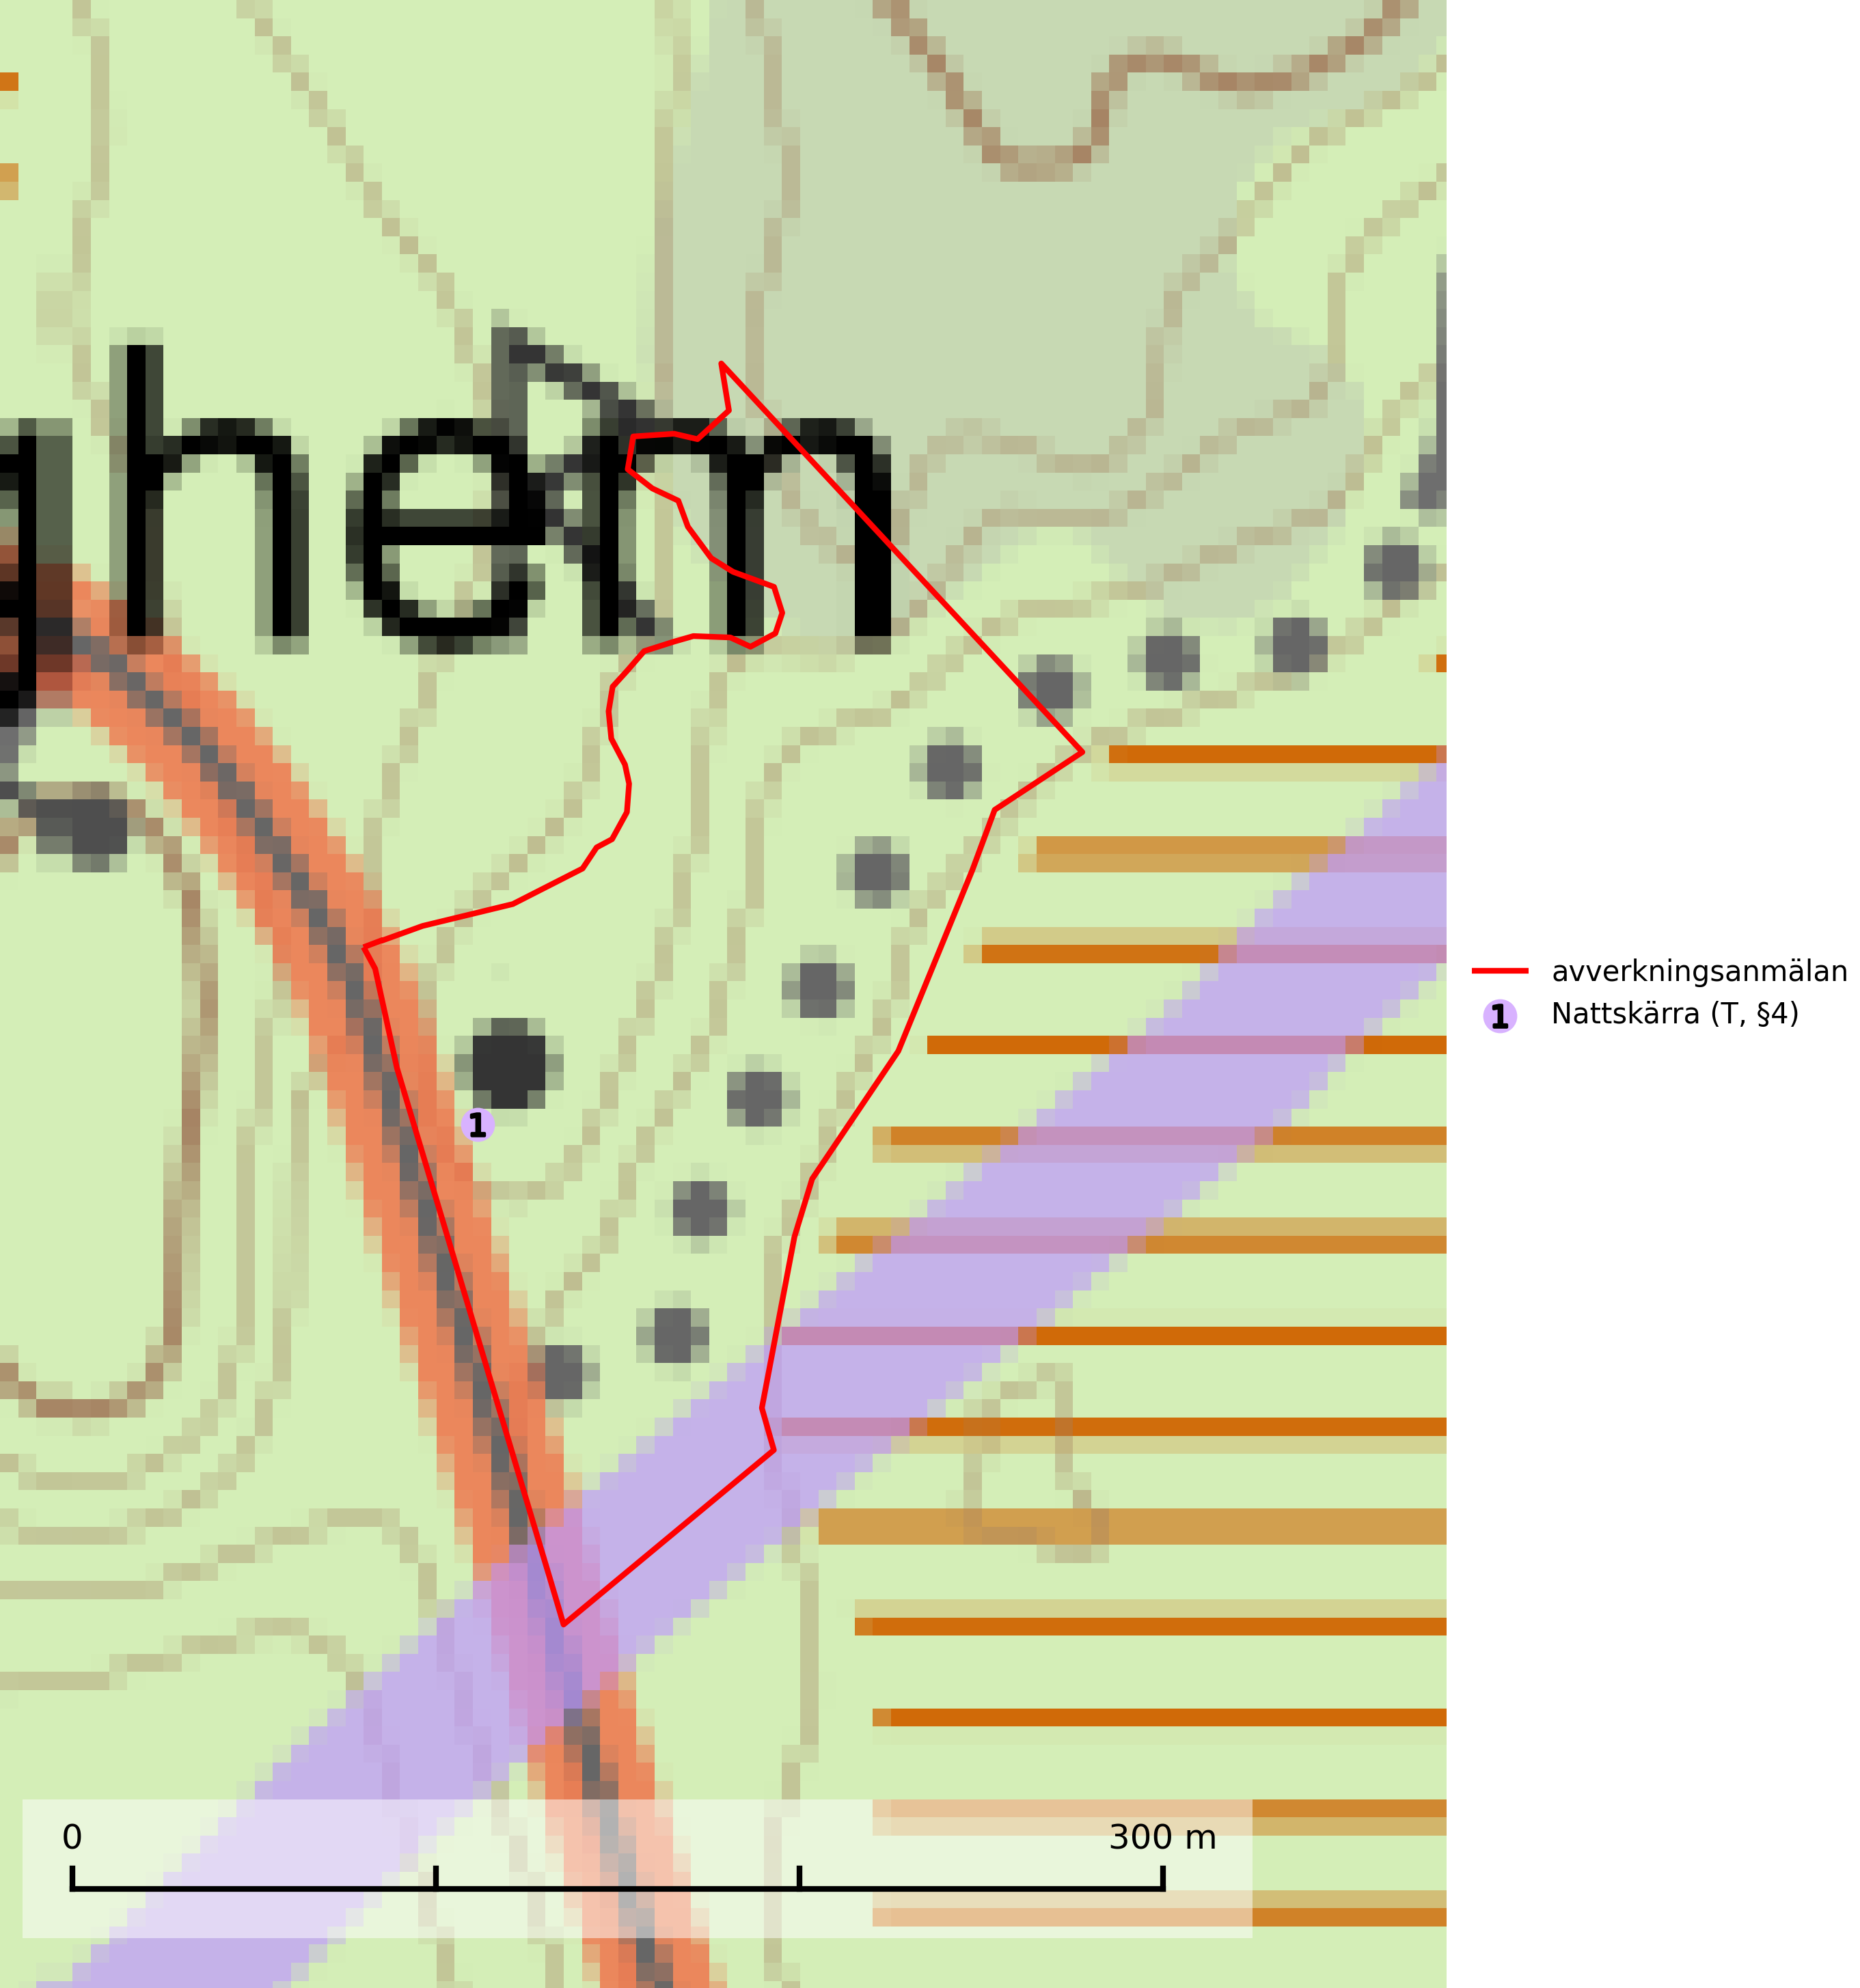 hem
avverkningsanmälan
1 Nattskärra (T, §4)
1
0 300 m